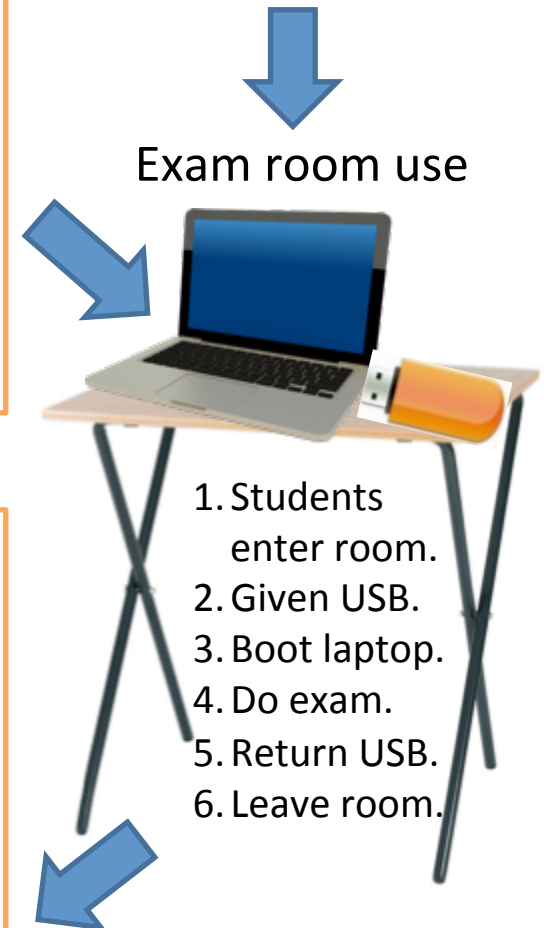 Exam room use
1. Students
enter room.
2. Given USB.
3. Boot laptop.
4. Do exam.
5. Return USB.
6. Leave room.